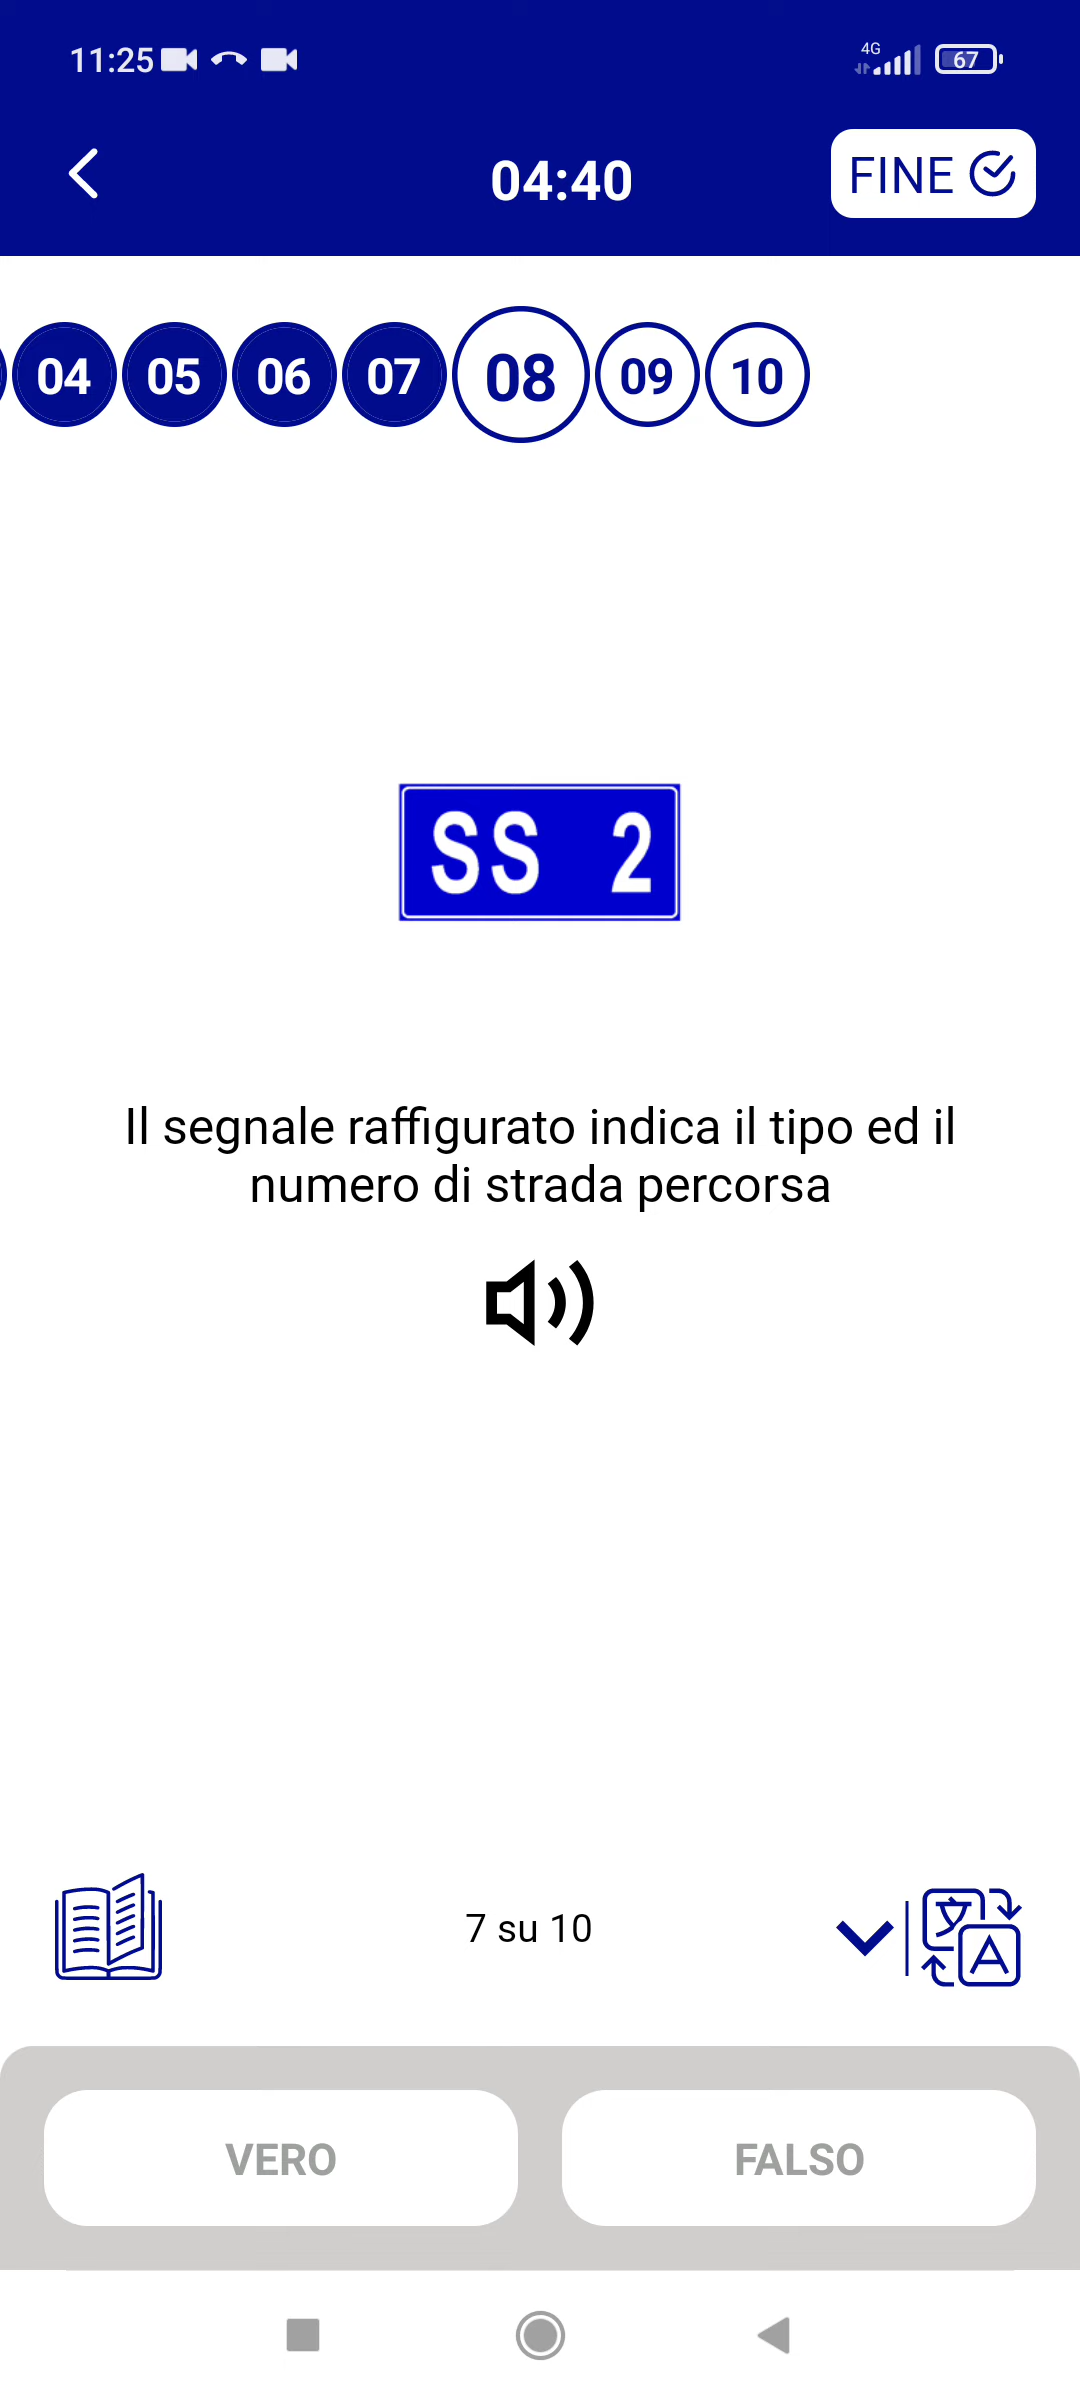 11:25
4G
67
04:40
FINE
04 05 06 07 08 09 10
SS 2
Il segnale raffigurato indica il tipo ed il
numero di strada percorsa
7 su 10
文 A
VERO
FALSO